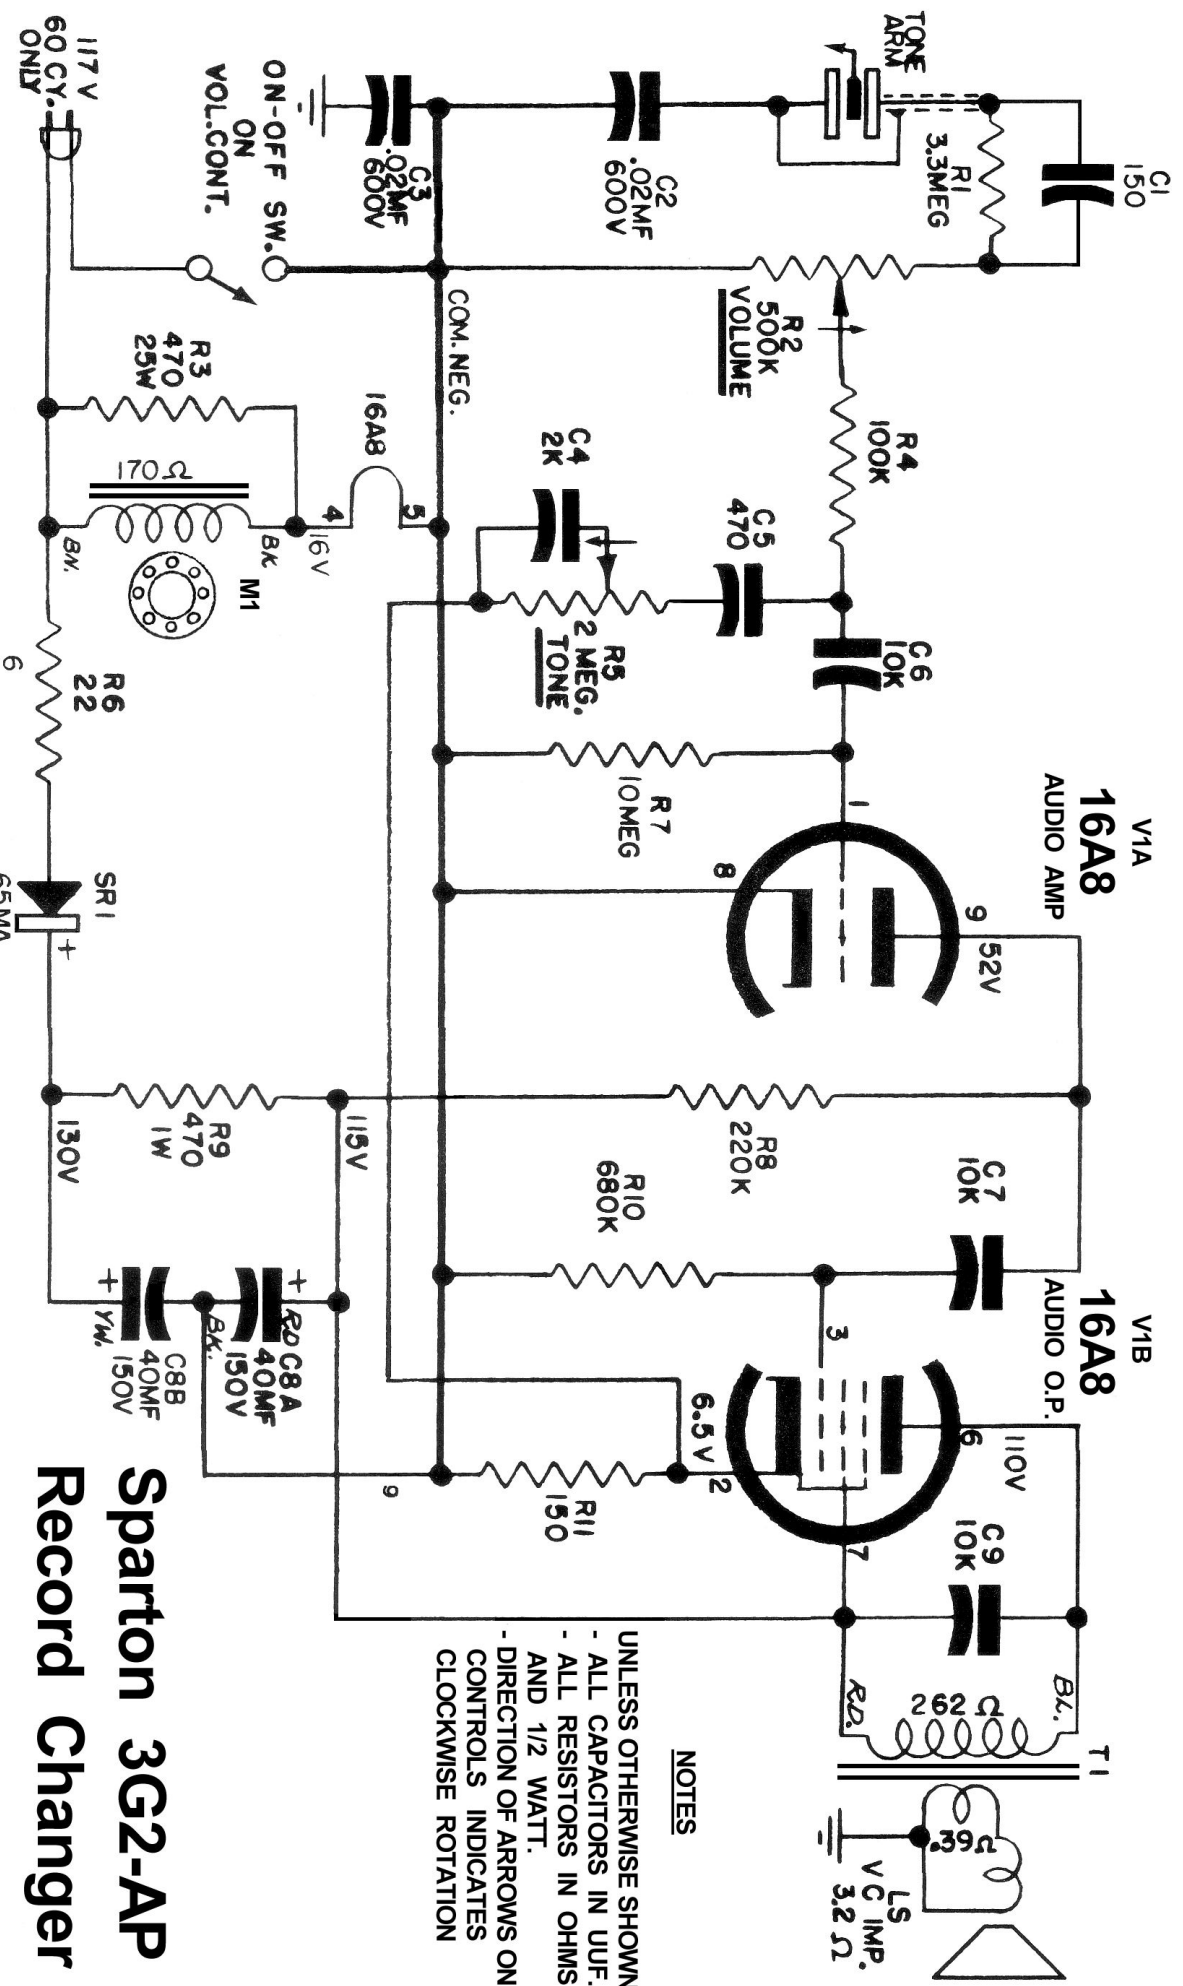 TONE
ARM
C1
150
R1
3.3MEG
C2
.02MF
600V
C3
.02MF
600V
ON-OFF SW.
ON
VOL.CONT.
117 V
60 CY.
ONLY
R2
500K
VOLUME
COM. NEG.
R4
100K
C4
2K
C5
470
R5
2 MEG.
TONE
C6
10K
R7
10MEG
R3
470
25W
16A8
4
5
16V
170Ω
BK
BN.
M1
R6
22
6
SR1
65MA
+
V1A
16A8
AUDIO AMP
1
8
9
52V
R8
220K
R9
470
1W
115V
130V
R10
680K
C7
10K
V1B
16A8
AUDIO O.P.
3
6
110V
6.5V
2
7
R11
150
9
+
RD
C8A
40MF
150V
BK.
+
YW.
C8B
40MF
150V
C9
10K
BL.
RD.
262 Ω
T1
.39Ω
LS
VC IMP.
3.2 Ω
NOTES
UNLESS OTHERWISE SHOWN
- ALL CAPACITORS IN UUF.
- ALL RESISTORS IN OHMS
AND 1/2 WATT.
- DIRECTION OF ARROWS ON
CONTROLS INDICATES
CLOCKWISE ROTATION
Sparton 3G2-AP
Record Changer